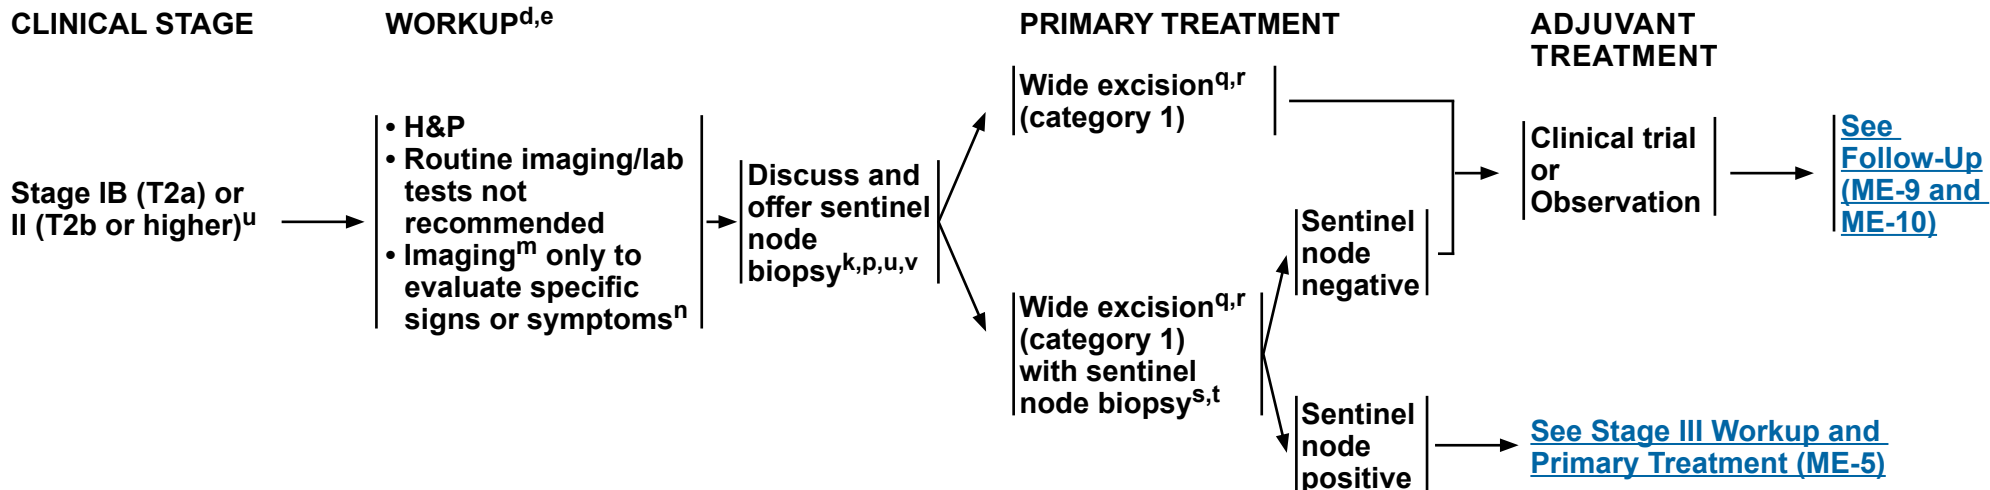 CLINICAL STAGE
WORKUPd,e
PRIMARY TREATMENT
ADJUVANT
TREATMENT
Stage IB (T2a) or
II (T2b or higher)u
• H&P
• Routine imaging/lab
tests not
recommended
• Imagingm only to
evaluate specific
signs or symptomsn
Discuss and
offer sentinel
node
biopsyk,p,u,v
Wide excisionq,r
(category 1)
Wide excisionq,r
(category 1)
with sentinel
node biopsys,t
Sentinel
node
negative
Sentinel
node
positive
Clinical trial
or
Observation
See
Follow-Up
(ME-9 and
ME-10)
See Stage III Workup and
Primary Treatment (ME-5)